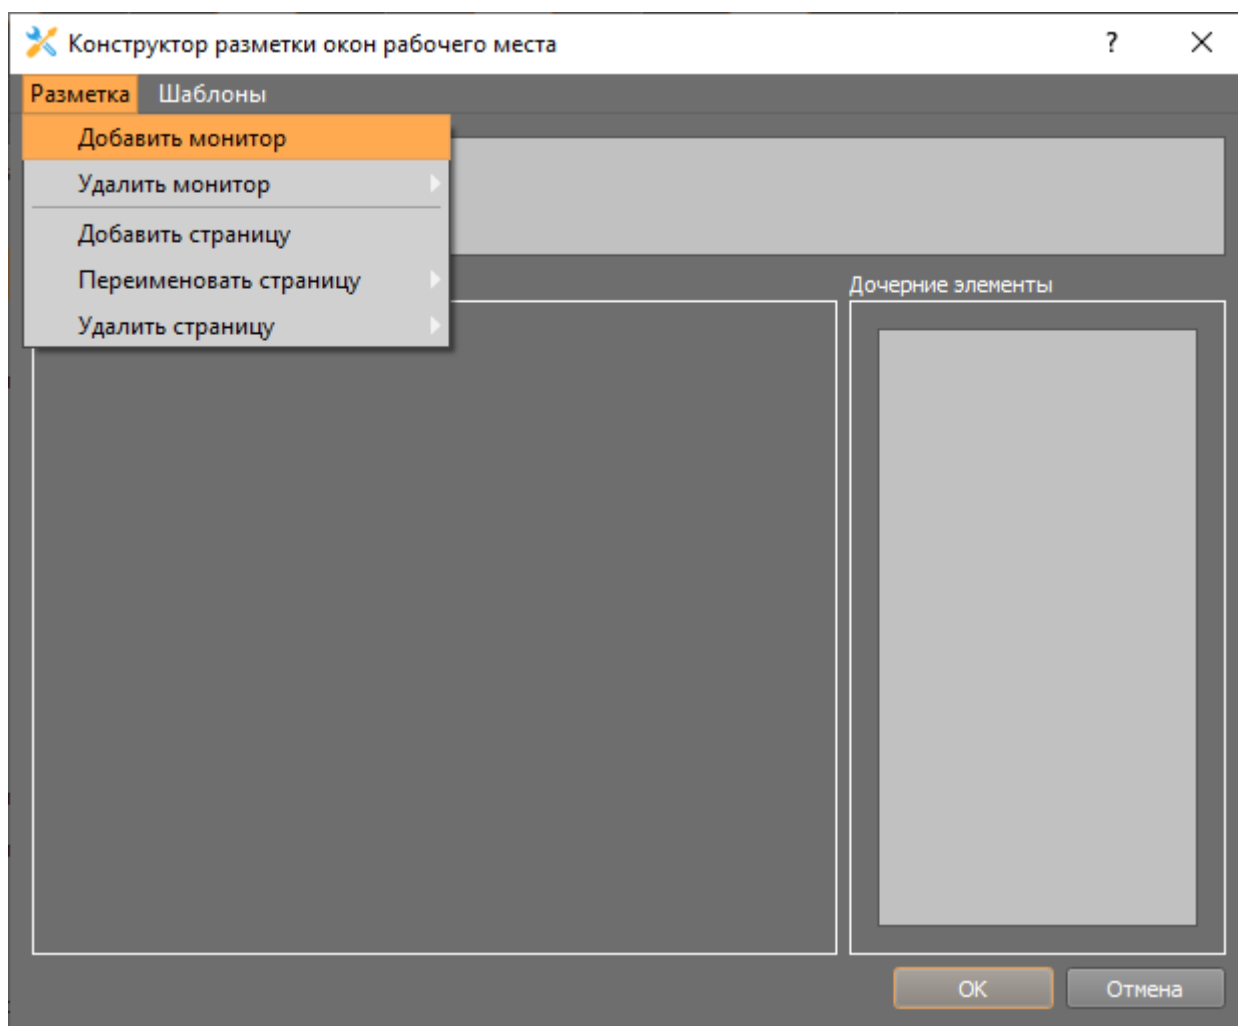 Конструктор разметки окон рабочего места ?
Разметка Шаблоны
Добавить монитор
Удалить монитор
Добавить страницу
Переименовать страницу
Дочерние элементы
Удалить страницу
OK Отмена